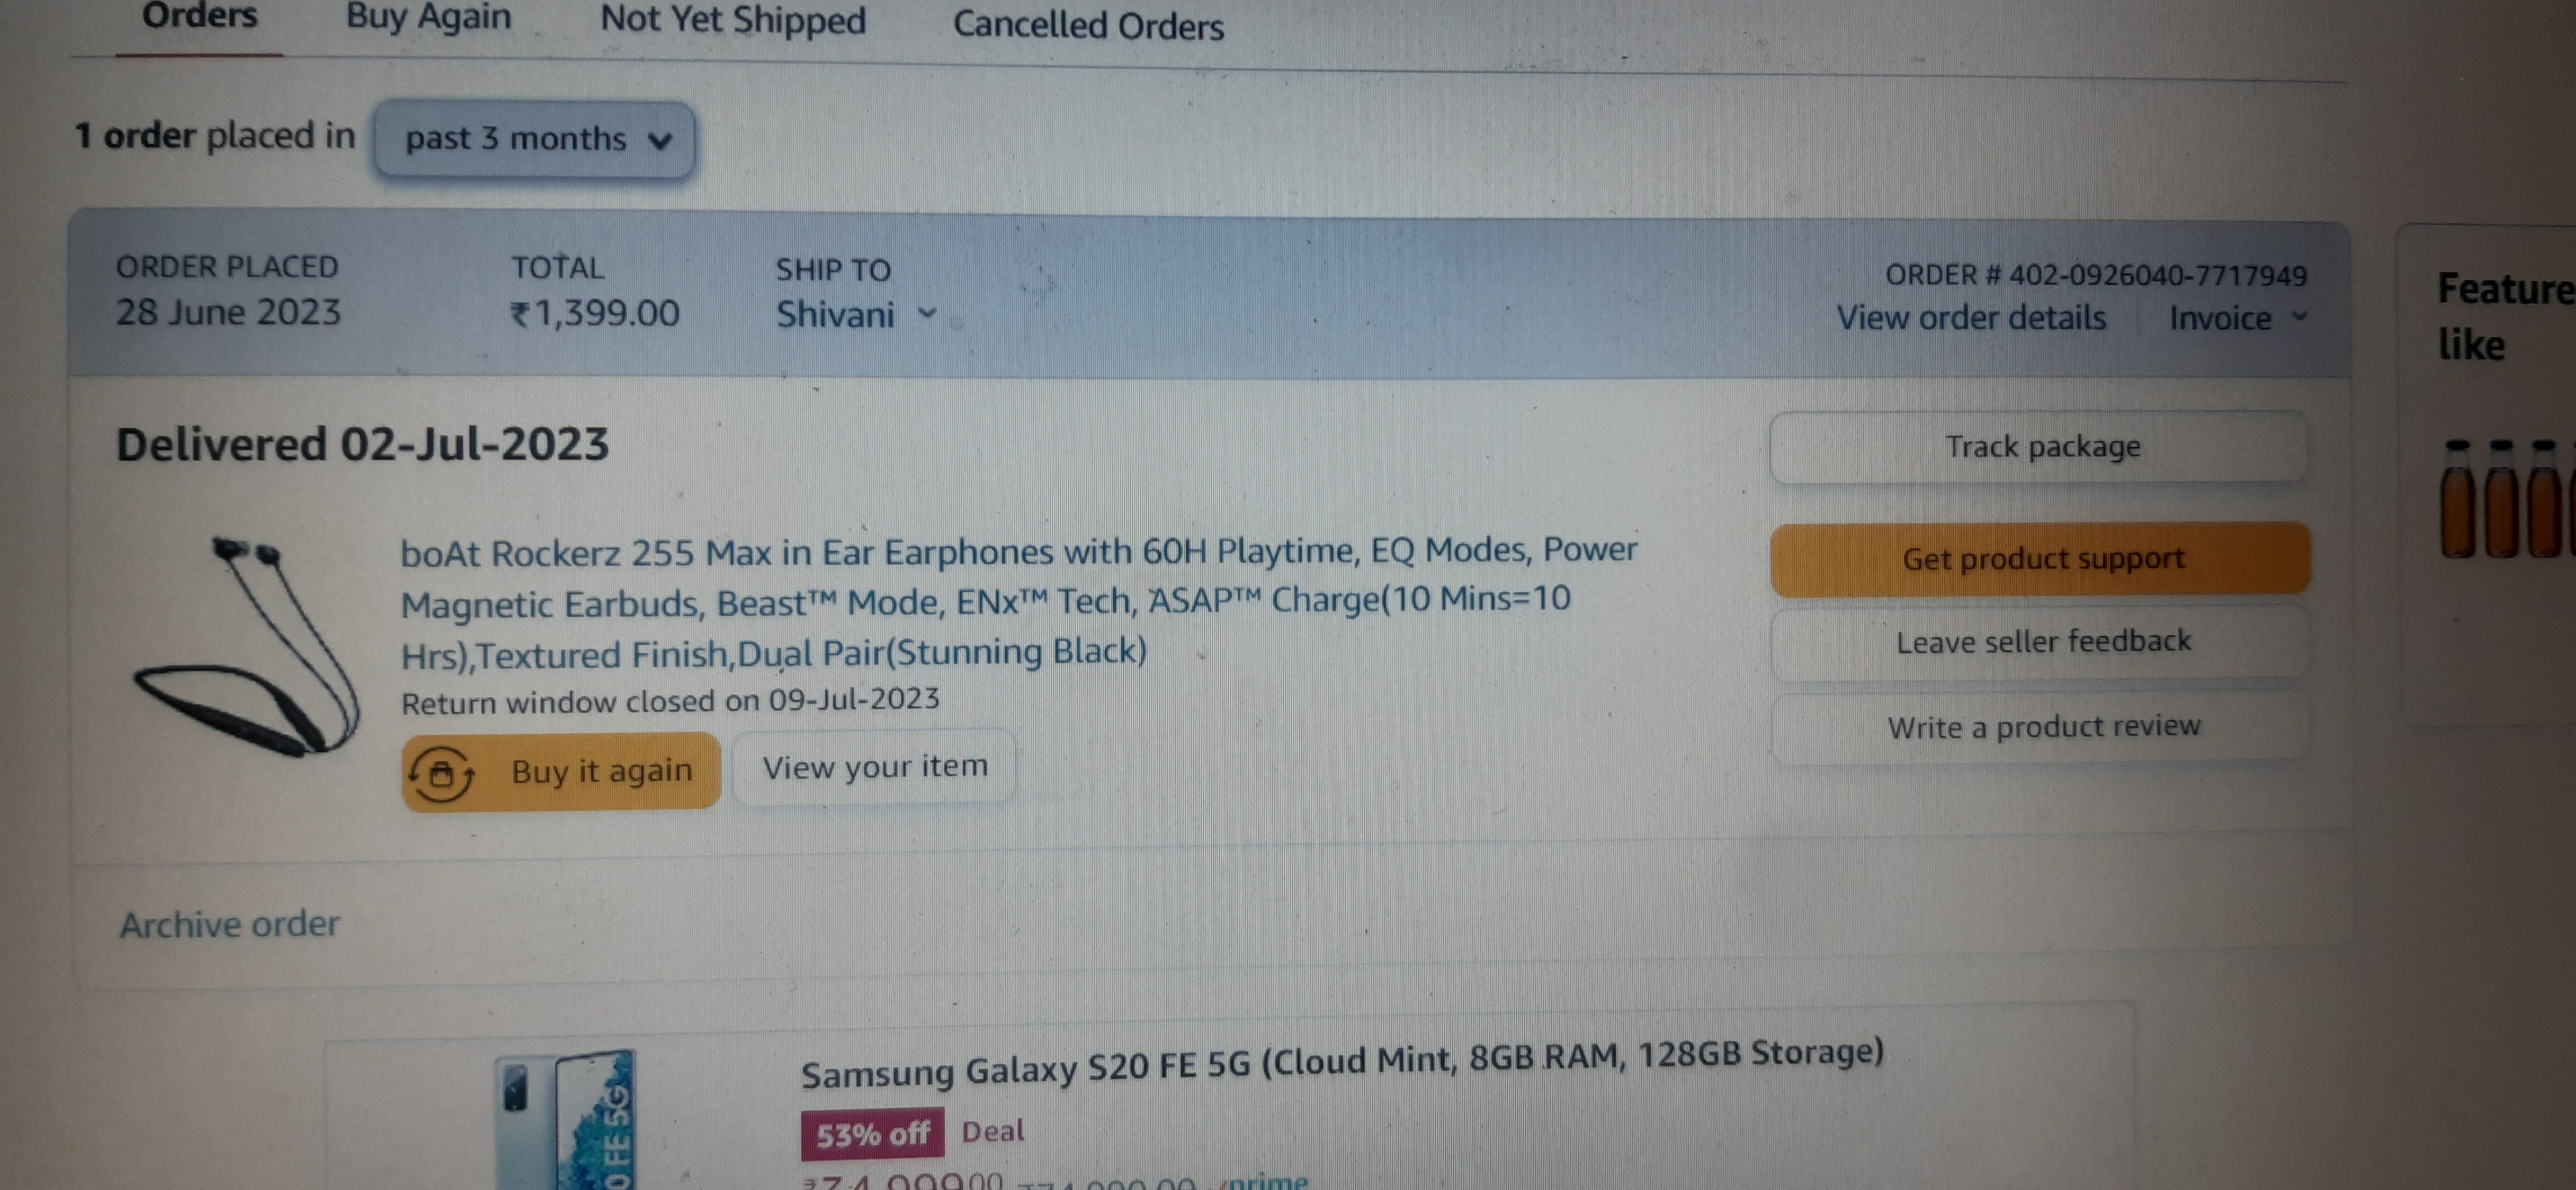 Orders Buy Again Not Yet Shipped Cancelled Orders
1 order placed in past 3 months
ORDER PLACED TOTAL SHIP TO ORDER # 402-0926040-7717949
28 June 2023 ₹1,399.00 Shivani View order details Invoice
Feature
like
Delivered 02-Jul-2023
Track package
boAt Rockerz 255 Max in Ear Earphones with 60H Playtime, EQ Modes, Power
Magnetic Earbuds, Beast™ Mode, ENx™ Tech, ASAP™ Charge(10 Mins=10
Hrs),Textured Finish,Dual Pair(Stunning Black)
Return window closed on 09-Jul-2023
Buy it again View your item
Get product support
Leave seller feedback
Write a product review
Archive order
Samsung Galaxy S20 FE 5G (Cloud Mint, 8GB RAM, 128GB Storage)
53% off Deal
prime
0 FE 5G